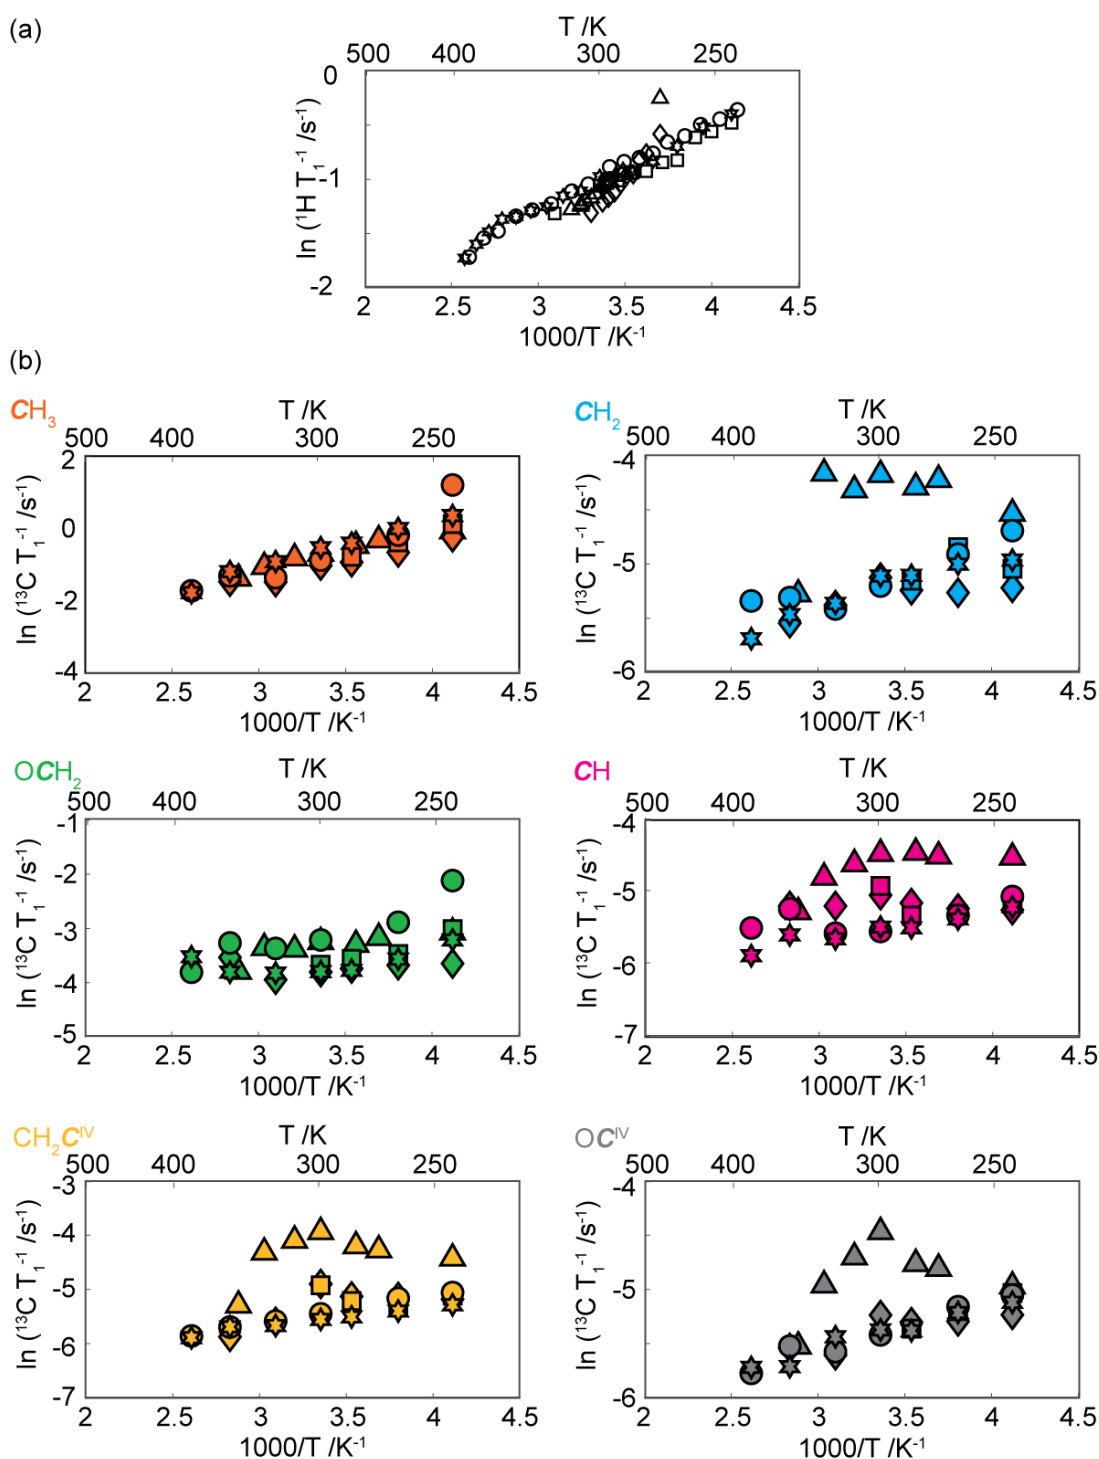 (a)
T /K
500 400 300 250
0
-1
-2
ln (¹H T₁⁻¹ /s⁻¹)
2 2.5 3 3.5 4 4.5
1000/T /K⁻¹
(b)
CH₃
T /K
500 400 300 250
2
0
-2
-4
ln (¹³C T₁⁻¹ /s⁻¹)
2 2.5 3 3.5 4 4.5
1000/T /K⁻¹
CH₂
T /K
500 400 300 250
-4
-5
-6
ln (¹³C T₁⁻¹ /s⁻¹)
2 2.5 3 3.5 4 4.5
1000/T /K⁻¹
OCH₂
T /K
500 400 300 250
-1
-2
-3
-4
-5
ln (¹³C T₁⁻¹ /s⁻¹)
2 2.5 3 3.5 4 4.5
1000/T /K⁻¹
CH
T /K
500 400 300 250
-4
-5
-6
-7
ln (¹³C T₁⁻¹ /s⁻¹)
2 2.5 3 3.5 4 4.5
1000/T /K⁻¹
CH₂Cᴵⱽ
T /K
500 400 300 250
-3
-4
-5
-6
-7
ln (¹³C T₁⁻¹ /s⁻¹)
2 2.5 3 3.5 4 4.5
1000/T /K⁻¹
OCᴵⱽ
T /K
500 400 300 250
-4
-5
-6
ln (¹³C T₁⁻¹ /s⁻¹)
2 2.5 3 3.5 4 4.5
1000/T /K⁻¹